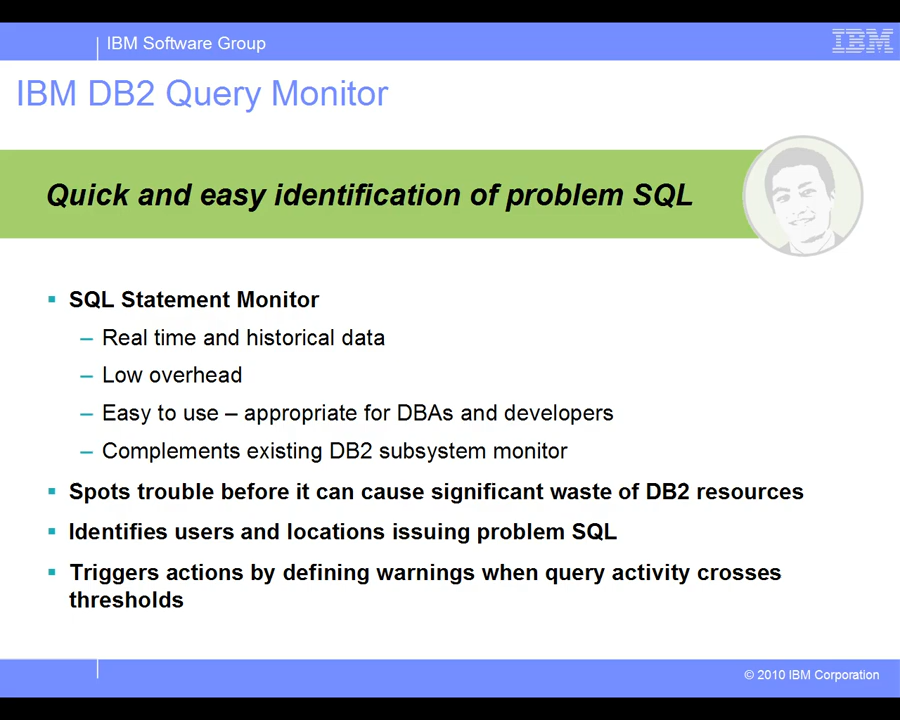 IBM Software Group
IBM
IBM DB2 Query Monitor
Quick and easy identification of problem SQL
▪ SQL Statement Monitor
– Real time and historical data
– Low overhead
– Easy to use – appropriate for DBAs and developers
– Complements existing DB2 subsystem monitor
▪ Spots trouble before it can cause significant waste of DB2 resources
▪ Identifies users and locations issuing problem SQL
▪ Triggers actions by defining warnings when query activity crosses
thresholds
© 2010 IBM Corporation